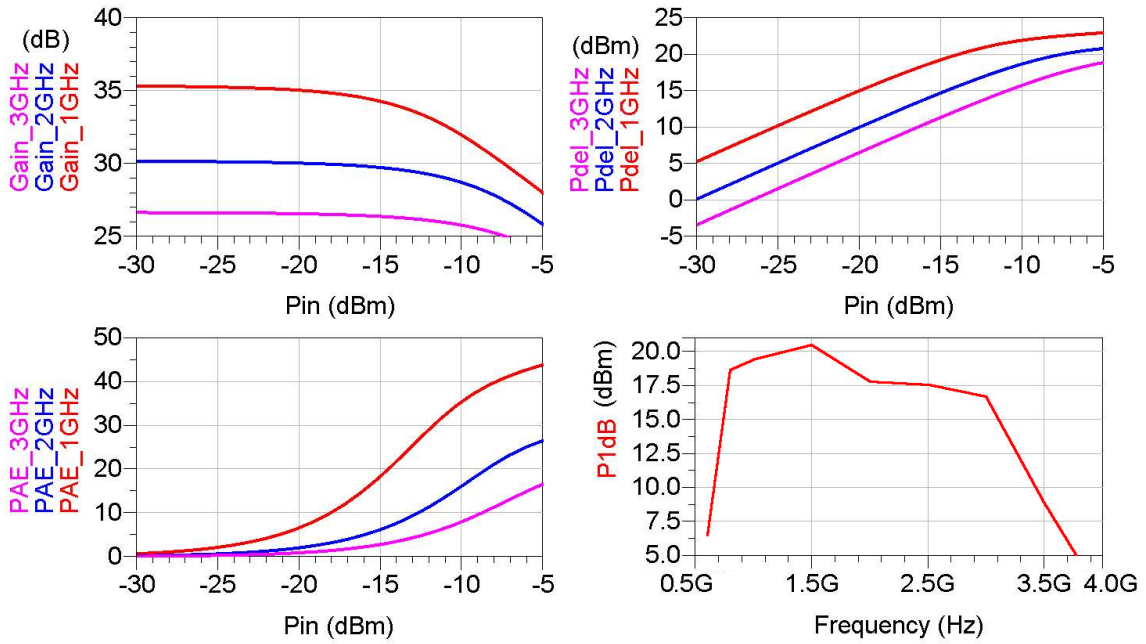 (dB)
Gain_3GHz
Gain_2GHz
Gain_1GHz
40
35
30
25
-30 -25 -20 -15 -10 -5
Pin (dBm)
(dBm)
Pdel_3GHz
Pdel_2GHz
Pdel_1GHz
25
20
15
10
5
0
-5
-30 -25 -20 -15 -10 -5
Pin (dBm)
PAE_3GHz
PAE_2GHz
PAE_1GHz
50
40
30
20
10
0
-30 -25 -20 -15 -10 -5
Pin (dBm)
P1dB (dBm)
20.0
17.5
15.0
12.5
10.0
7.5
5.0
0.5G 1.5G 2.5G 3.5G 4.0G
Frequency (Hz)